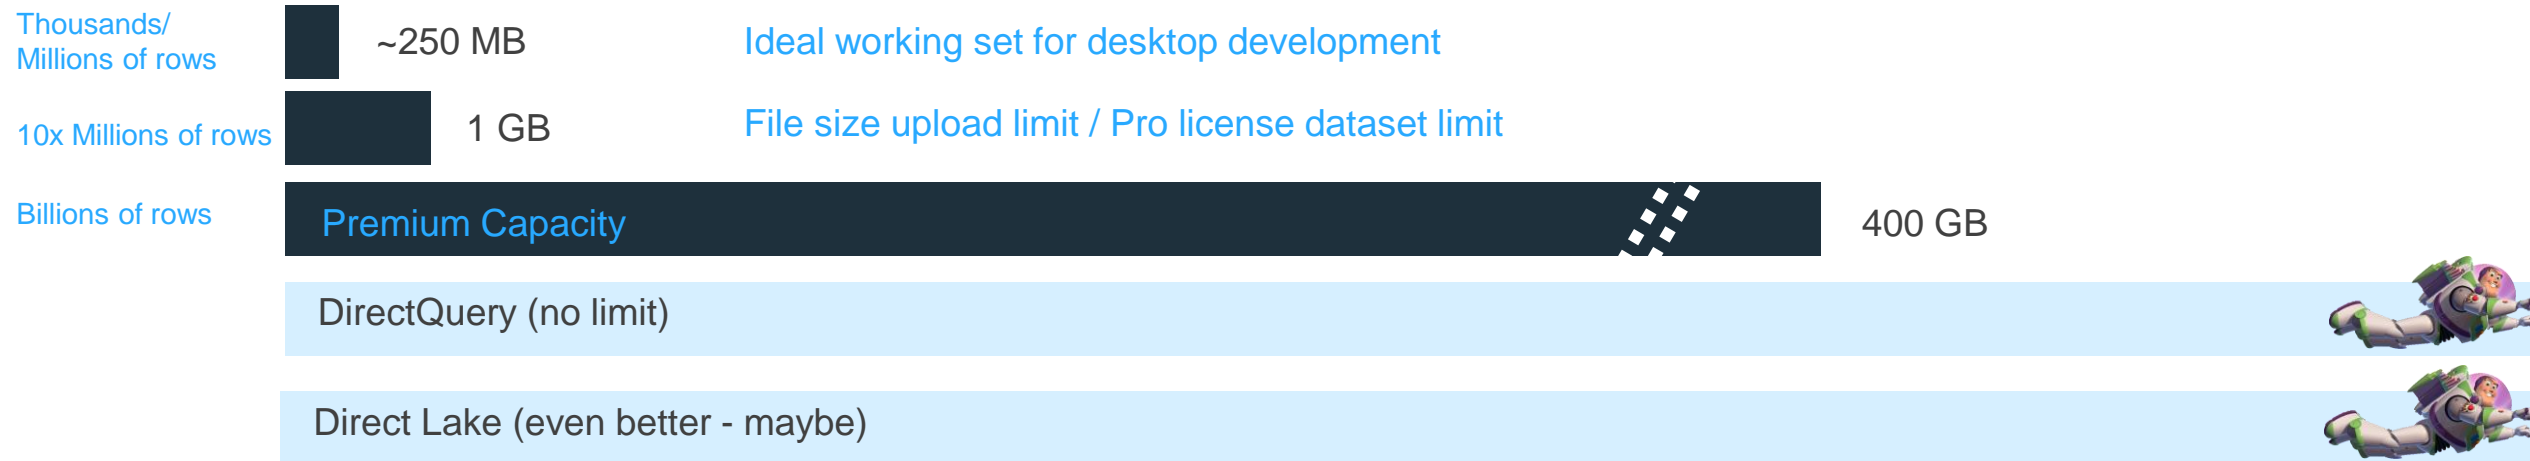 Thousands/
Millions of rows
~250 MB
Ideal working set for desktop development
10x Millions of rows
1 GB
File size upload limit / Pro license dataset limit
Billions of rows
Premium Capacity
400 GB
DirectQuery (no limit)
Direct Lake (even better - maybe)